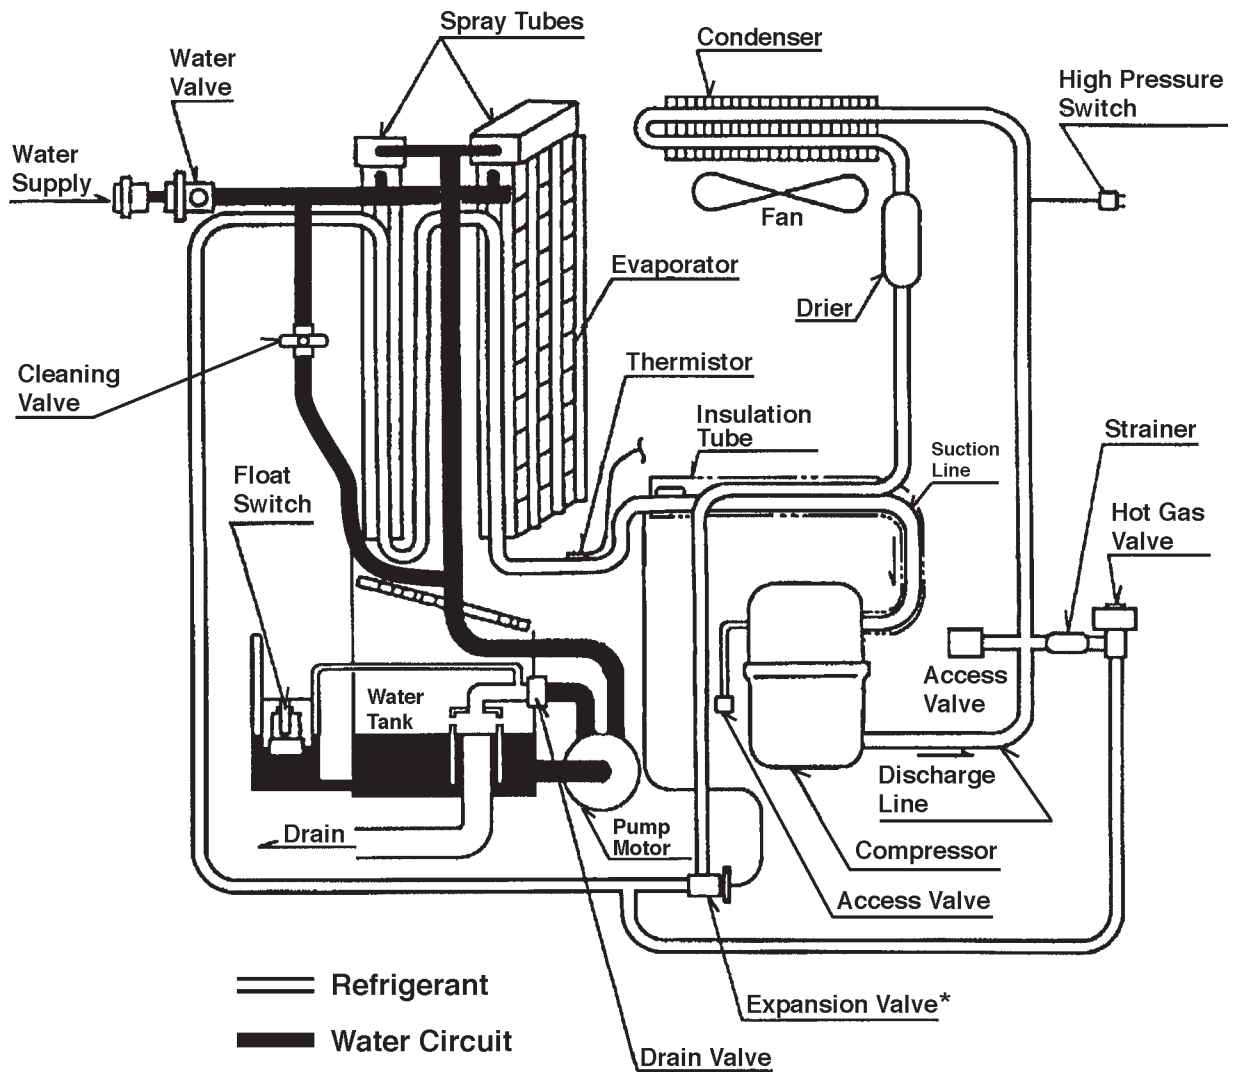 Spray Tubes
Condenser
Water
Valve
High Pressure
Switch
Water
Supply
Fan
Evaporator
Drier
Thermistor
Cleaning
Valve
Insulation
Tube
Strainer
Suction
Line
Float
Switch
Hot Gas
Valve
Access
Valve
Water
Tank
Discharge
Line
Drain
Pump
Motor
Compressor
Access Valve
Refrigerant
Expansion Valve*
Water Circuit
Drain Valve